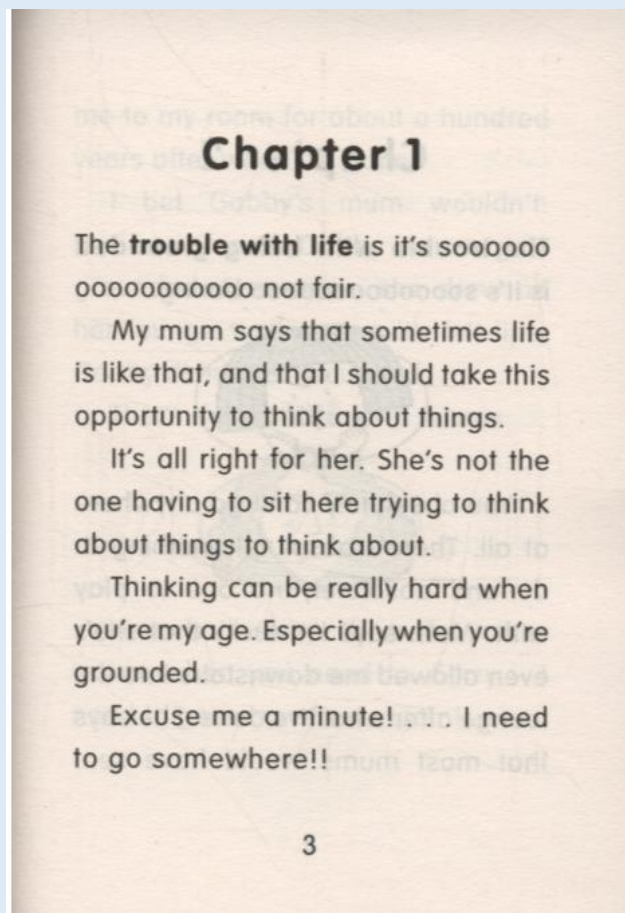 Chapter 1
The trouble with life is it's sooooooo
oooooooooooo not fair.
My mum says that sometimes life
is like that, and that I should take this
opportunity to think about things.
It's all right for her. She's not the
one having to sit here trying to think
about things to think about.
Thinking can be really hard when
you're my age. Especially when you're
grounded.
Excuse me a minute! . . . I need
to go somewhere!!
3